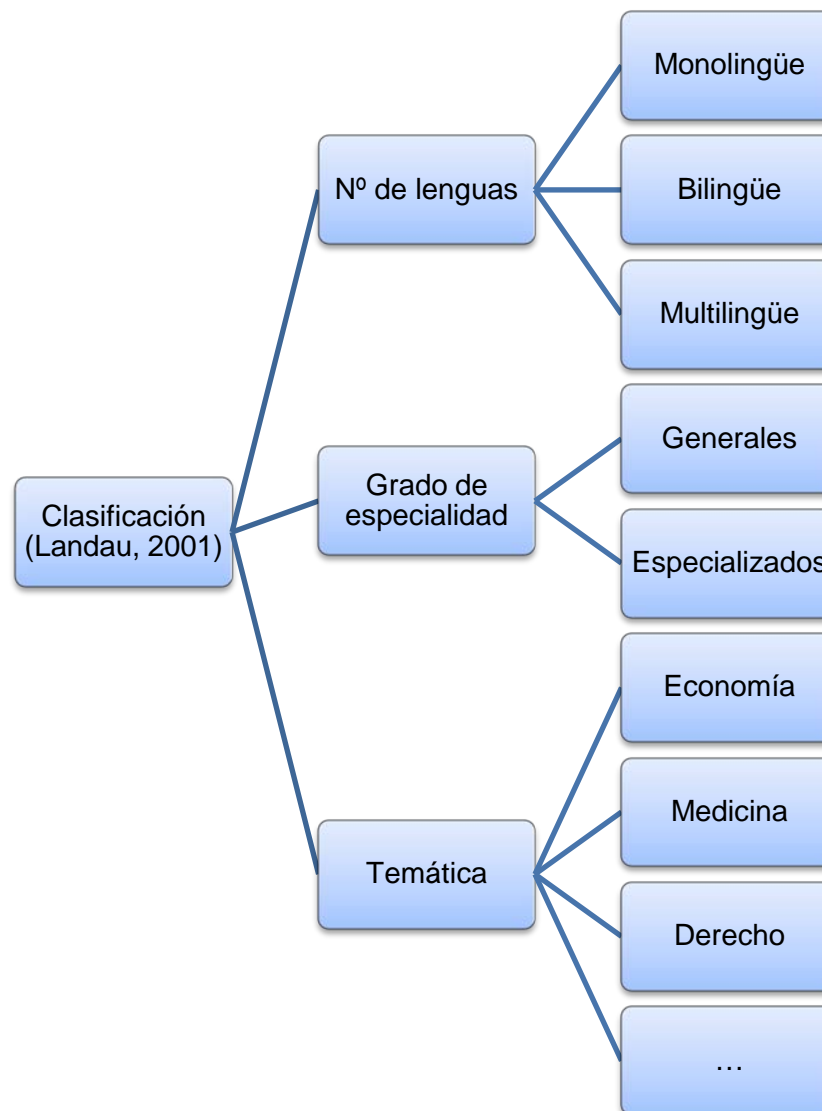 Clasificación
(Landau, 2001)
Nº de lenguas
Monolingüe
Bilingüe
Multilingüe
Grado de
especialidad
Generales
Especializados
Temática
Economía
Medicina
Derecho
…